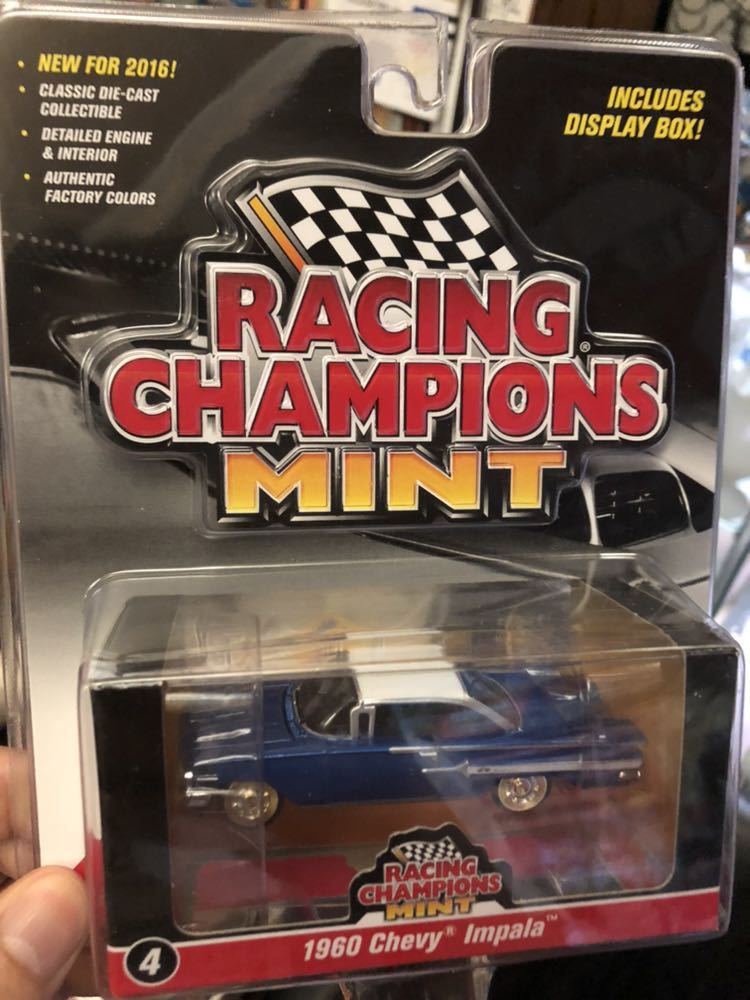 • NEW FOR 2016!
• CLASSIC DIE-CAST
COLLECTIBLE
• DETAILED ENGINE
& INTERIOR
• AUTHENTIC
FACTORY COLORS
INCLUDES
DISPLAY BOX!
RACING
CHAMPIONS®
MINT
RACING
CHAMPIONS
MINT
4
1960 Chevy® Impala™